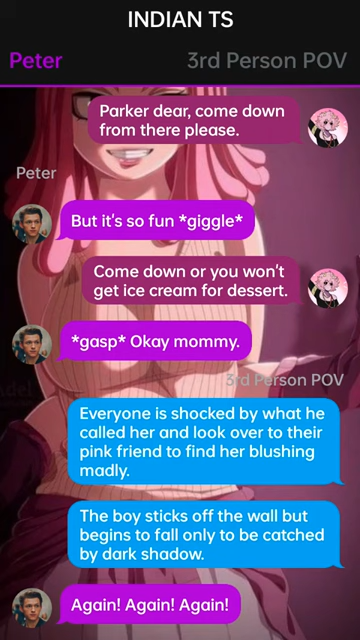 INDIAN TS
Peter 3rd Person POV
Parker dear, come down
from there please.
Peter
But it's so fun *giggle*
Come down or you won't
get ice cream for dessert.
*gasp* Okay mommy.
3rd Person POV
Everyone is shocked by what he
called her and look over to their
pink friend to find her blushing
madly.
The boy sticks off the wall but
begins to fall only to be catched
by dark shadow.
Again! Again! Again!